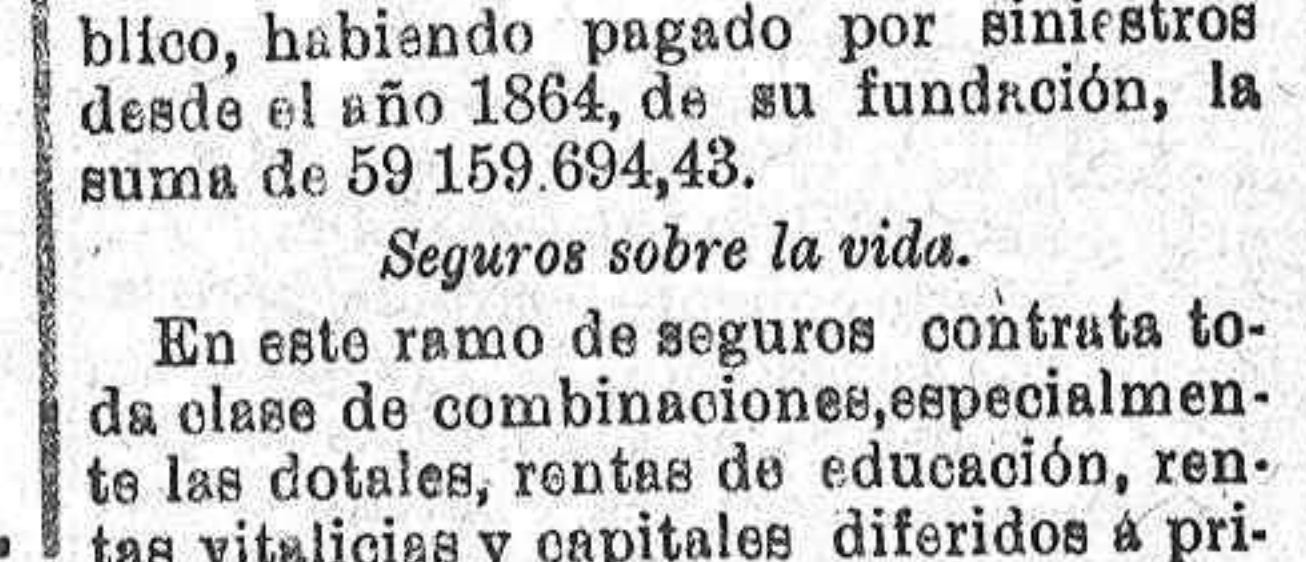 blico, habiendo pagado por siniestros
desde el año 1864, de su fundación, la
suma de 59 159.694,43.
Seguros sobre la vida.
En este ramo de seguros contrata to-
da clase de combinaciones,especialmen-
te las dotales, rentas de educación, ren-
tas vitalicias y capitales diferidos á pri-